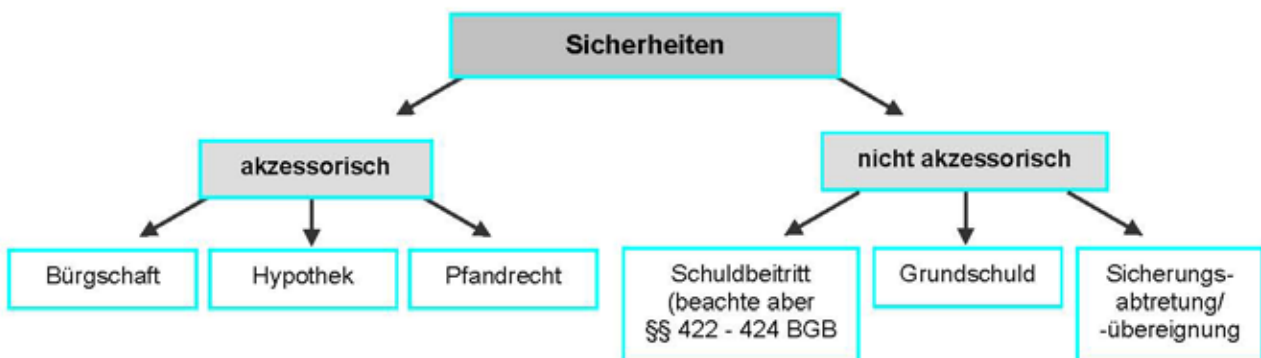 Sicherheiten
akzessorisch
nicht akzessorisch
Bürgschaft
Hypothek
Pfandrecht
Schuldbeitritt
(beachte aber
§§ 422 - 424 BGB
Grundschuld
Sicherungs-
abtretung/
-übereignung